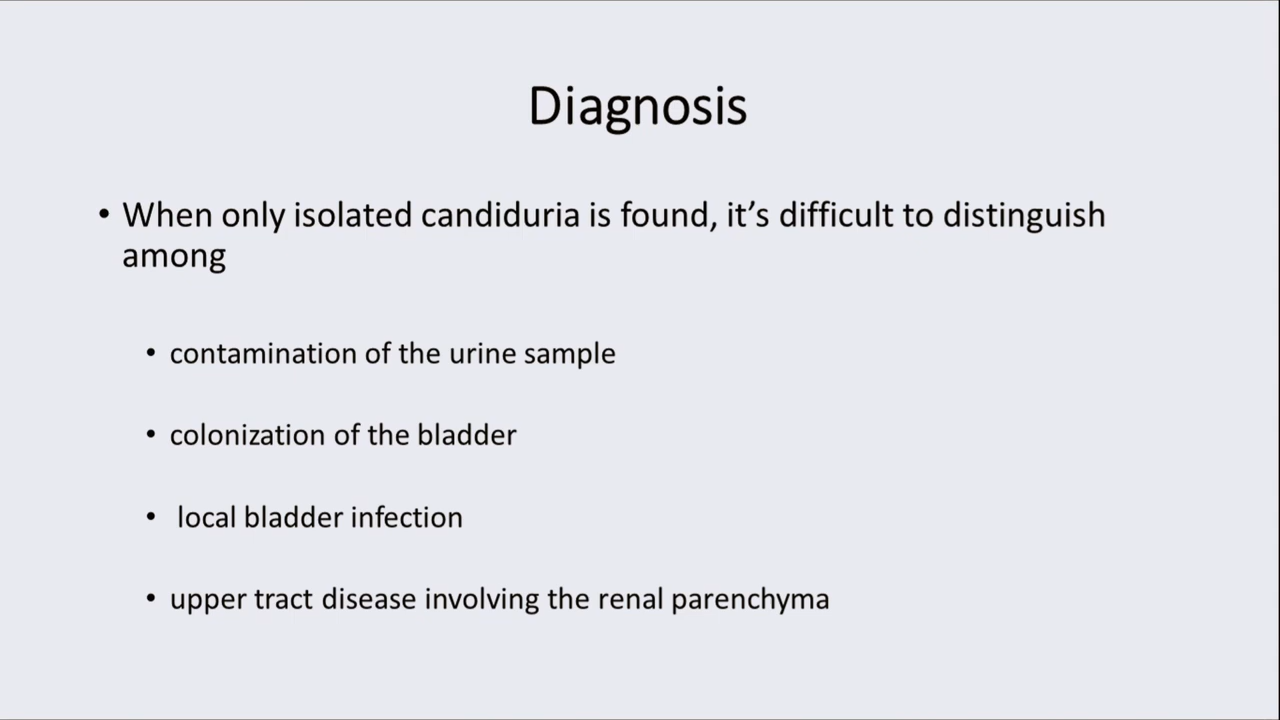 Diagnosis
• When only isolated candiduria is found, it’s difficult to distinguish
among
• contamination of the urine sample
• colonization of the bladder
• local bladder infection
• upper tract disease involving the renal parenchyma